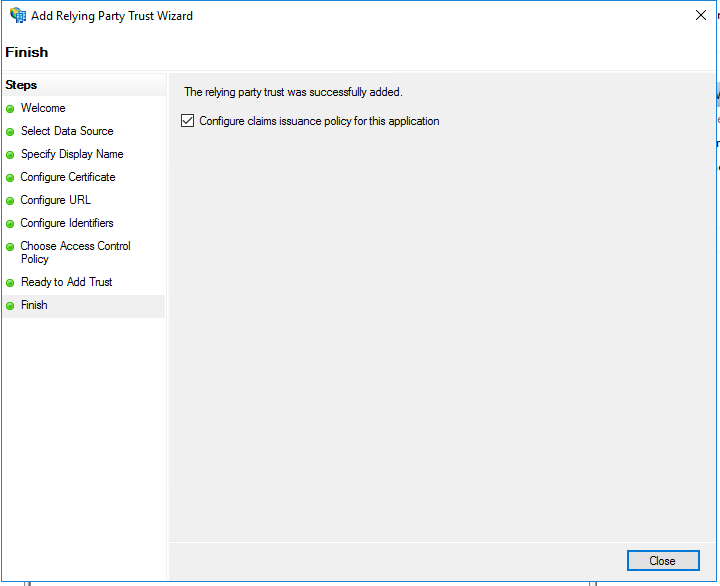 Add Relying Party Trust Wizard
Finish
Steps
Welcome
Select Data Source
Specify Display Name
Configure Certificate
Configure URL
Configure Identifiers
Choose Access Control
Policy
Ready to Add Trust
Finish
The relying party trust was successfully added.
Configure claims issuance policy for this application
Close